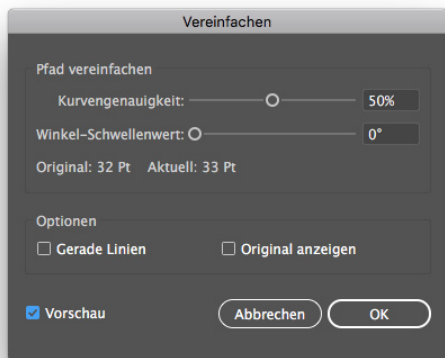 Vereinfachen
Pfad vereinfachen
Kurvengenauigkeit: 50%
Winkel-Schwellenwert: 0°
Original: 32 Pt Aktuell: 33 Pt
Optionen
Gerade Linien Original anzeigen
Vorschau Abbrechen OK